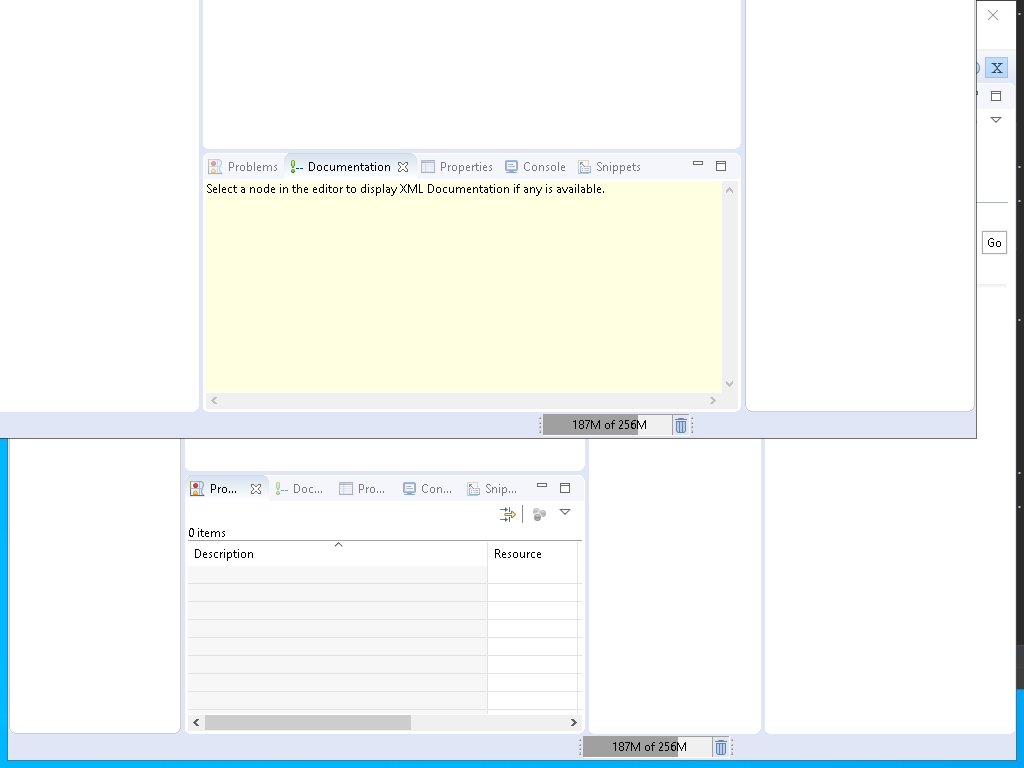 X
Problems Documentation Properties Console Snippets
Select a node in the editor to display XML Documentation if any is available.
Go
187M of 256M
Pro... Doc... Pro... Con... Snip...
0 items
Description Resource
187M of 256M